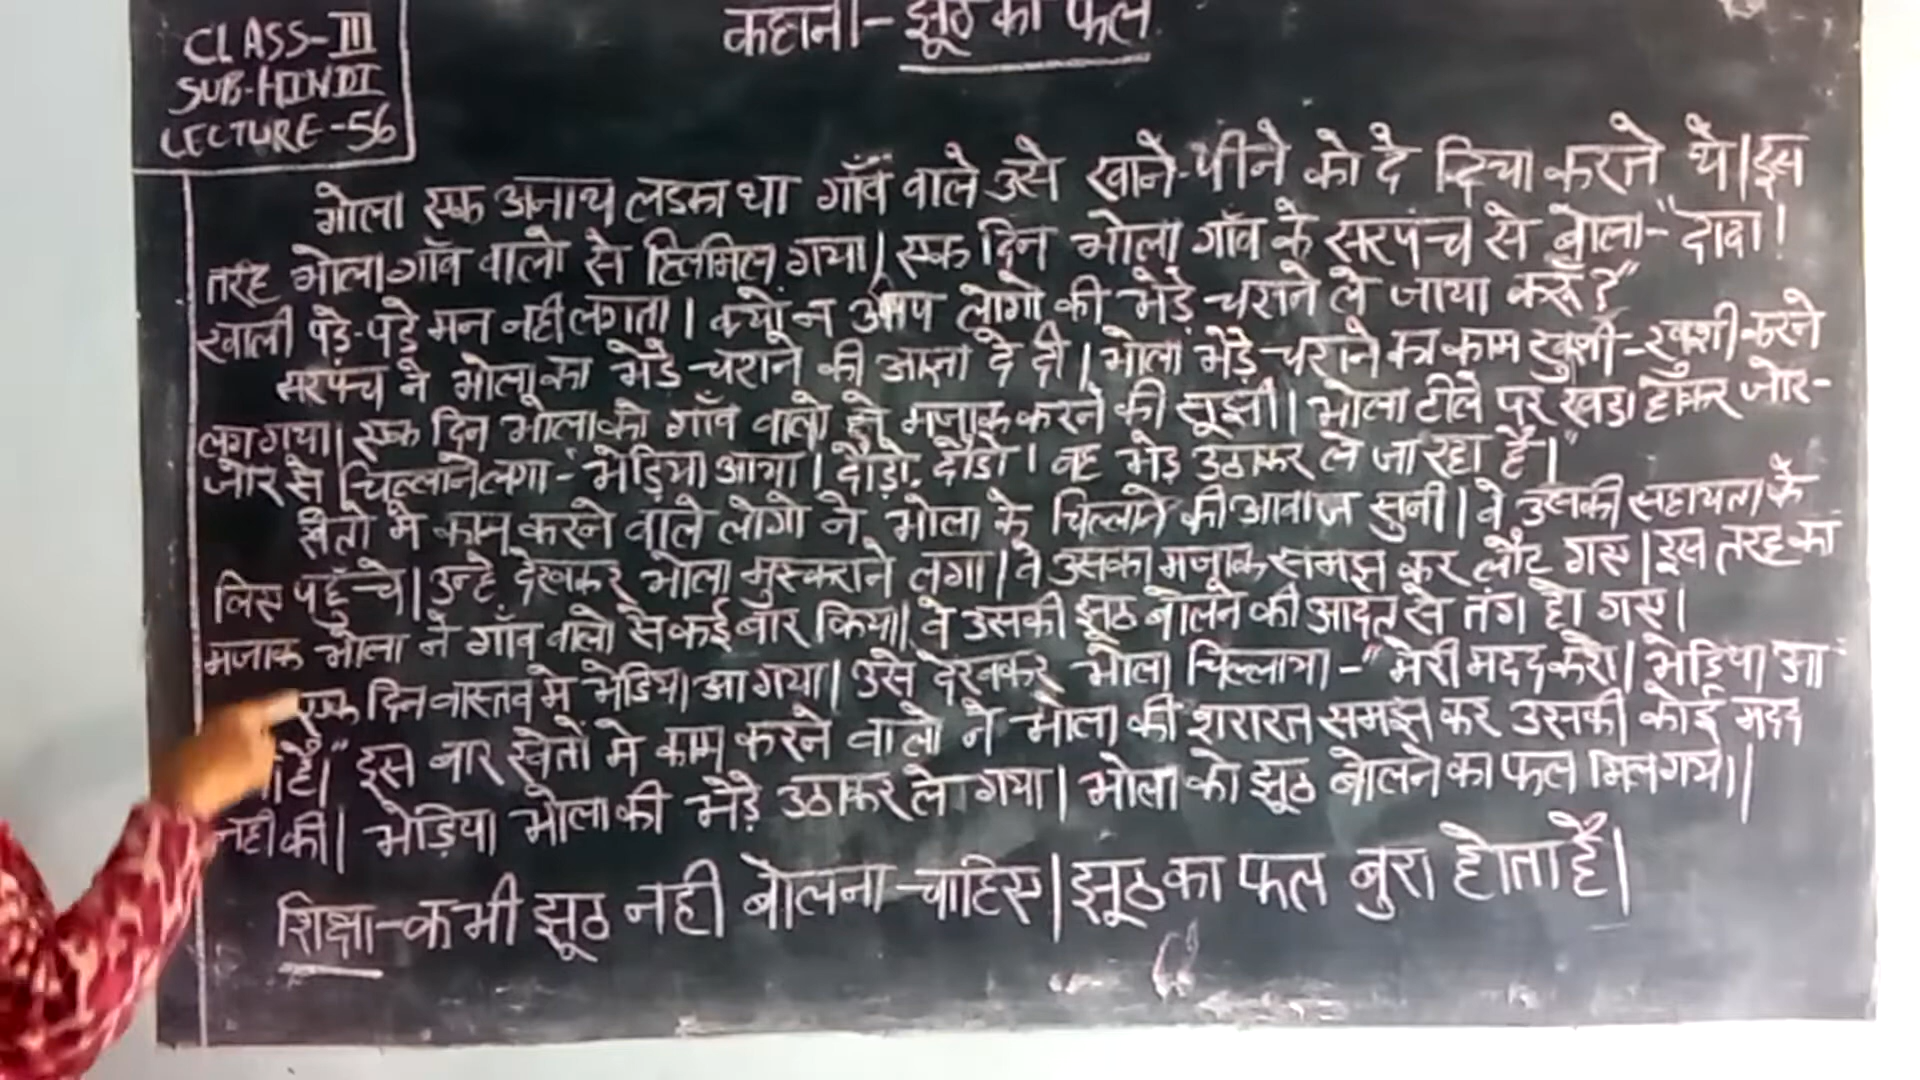 CLASS-III
SUB-HINDI
LECTURE-56
कहानी- झूठ का फल
भोला एक अनाथ लडका था गाँव वाले उसे खाने-पीने को दे दिया करते थे। इस
तरह भोला गाँव वालो से हिलमिल गया। एक दिन भोला गाँव के सरपंच से बोला-"दादा!
खाली पड़े-पड़े मन नही लगता। क्यों न आप लोगो की भेड़े चराने ले जाया करूँ?"
सरपंच ने भोला को भेडे चराने की आज्ञा दे दी। भोला भेड़े चराने का काम खुशी-खुशी करने
लग गया। एक दिन भोला को गाँव वालो से मजाक करने की सूझी। भोला टीले पर खडा होकर जोर-
जोर से चिल्लाने लगा-"भेड़िया आया। दौड़ो, दौडो। वह भेड़ उठाकर ले जा रहा है।"
खेतो मे काम करने वाले लोगो ने भोला के चिल्लाने की आवाज सुनी। वे उसकी सहायता के
लिए पहुँचे। उन्हे देखकर भोला मुस्कराने लगा। वे उसका मजाक समझ कर लौट गए। इस तरह का
मजाक भोला ने गाँव वालो से कई बार किया। वे उसकी झूठ बोलने की आदत से तंग हो गए।
एक दिन वास्तव मे भेडिया आ गया। उसे देखकर भोला चिल्लाया-"मेरी मदद करो। भेडिया आ
है।" इस बार खेतों मे काम करने वालो ने भोला की शरारत समझ कर उसकी कोई मदद
नही की। भेड़िया भोला की भेड़े उठाकर ले गया। भोला को झूठ बोलने का फल मिल गया।
शिक्षा-कभी झूठ नही बोलना चाहिए। झूठ का फल बुरा होता है।